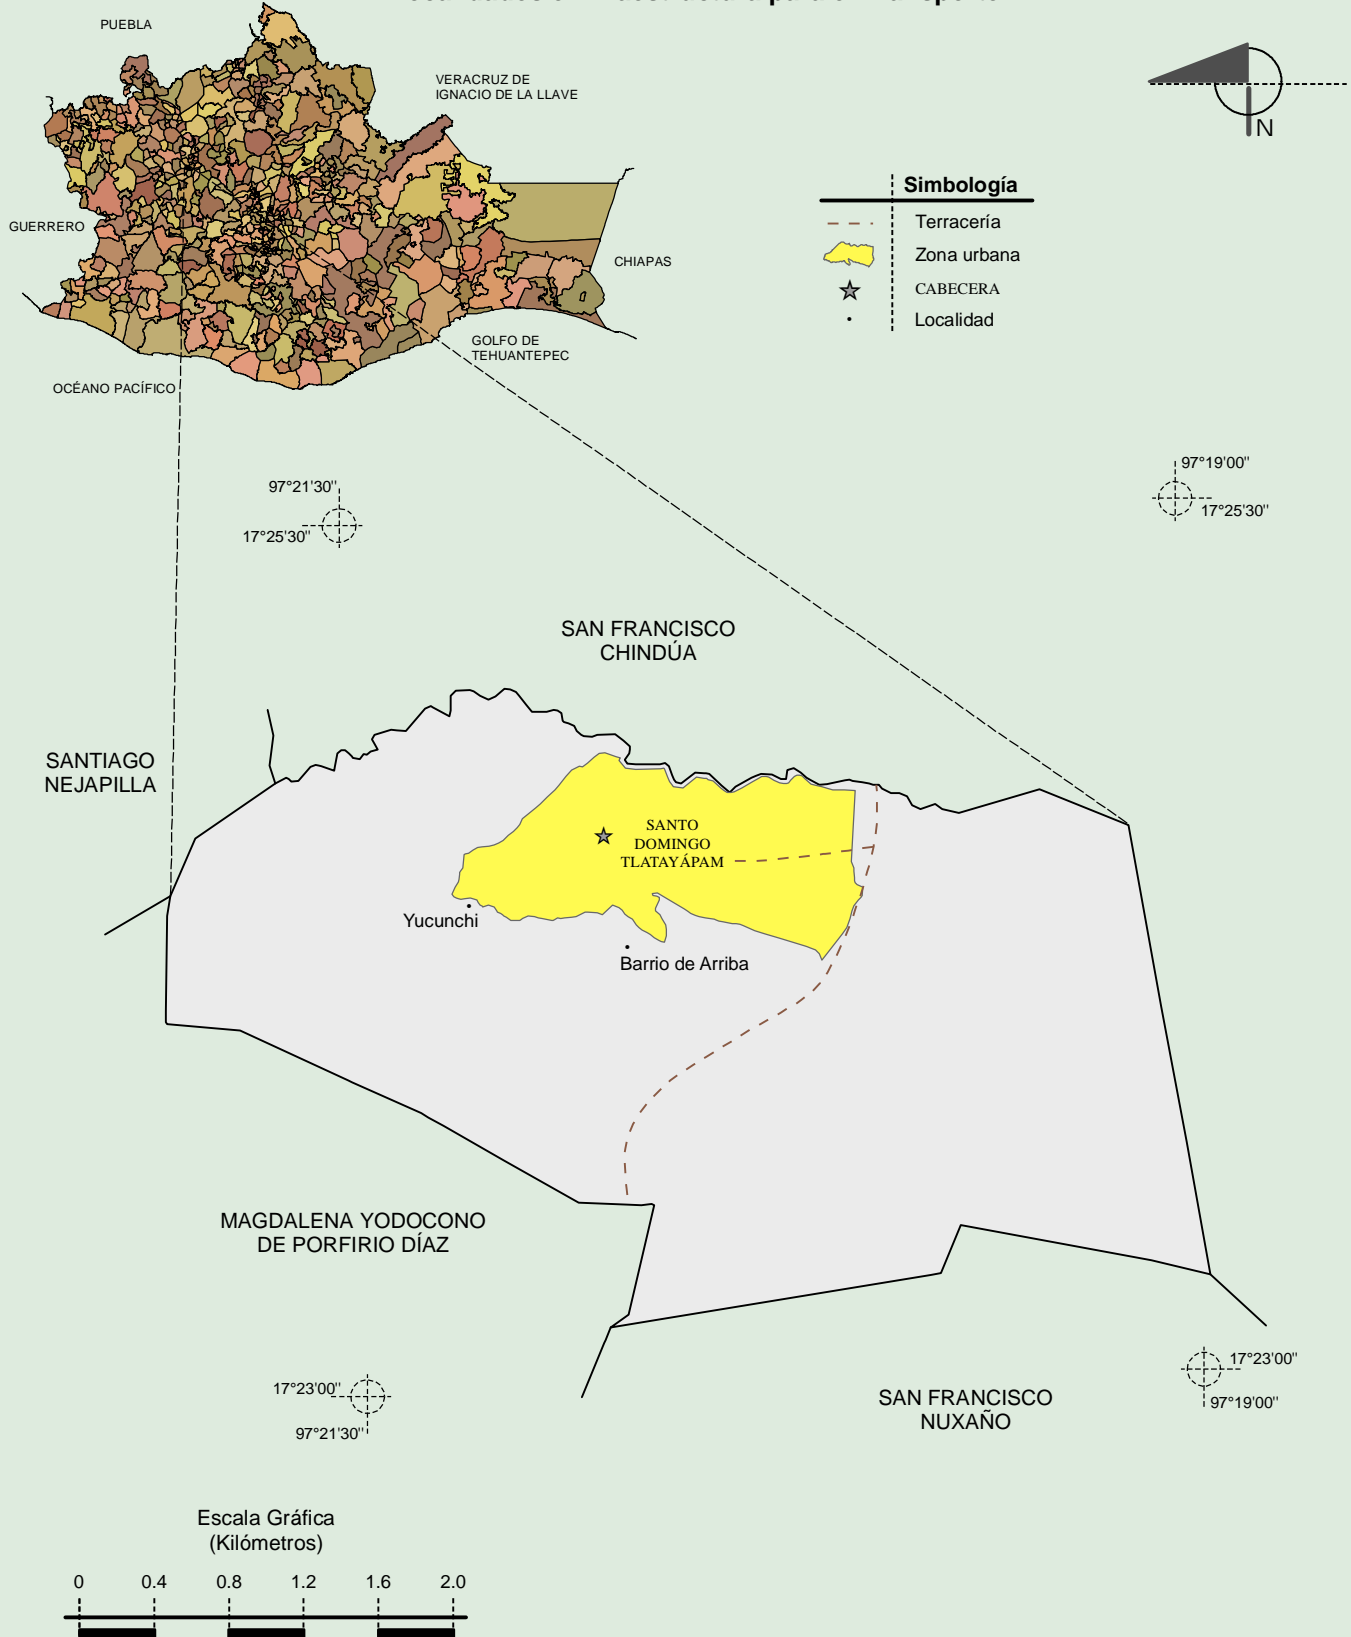 PUEBLA
VERACRUZ DE
IGNACIO DE LA LLAVE
N
GUERRERO
CHIAPAS
GOLFO DE
TEHUANTEPEC
OCÉANO PACÍFICO
Simbología
Terracería
Zona urbana
CABECERA
Localidad
97°21'30"
17°25'30"
97°19'00"
17°25'30"
SAN FRANCISCO
CHINDÚA
SANTIAGO
NEJAPILLA
SANTO
DOMINGO
TLATAYÁPAM
Yucunchi
Barrio de Arriba
MAGDALENA YODOCONO
DE PORFIRIO DÍAZ
17°23'00"
97°21'30"
17°23'00"
97°19'00"
SAN FRANCISCO
NUXAÑO
Escala Gráfica
(Kilómetros)
0 0.4 0.8 1.2 1.6 2.0